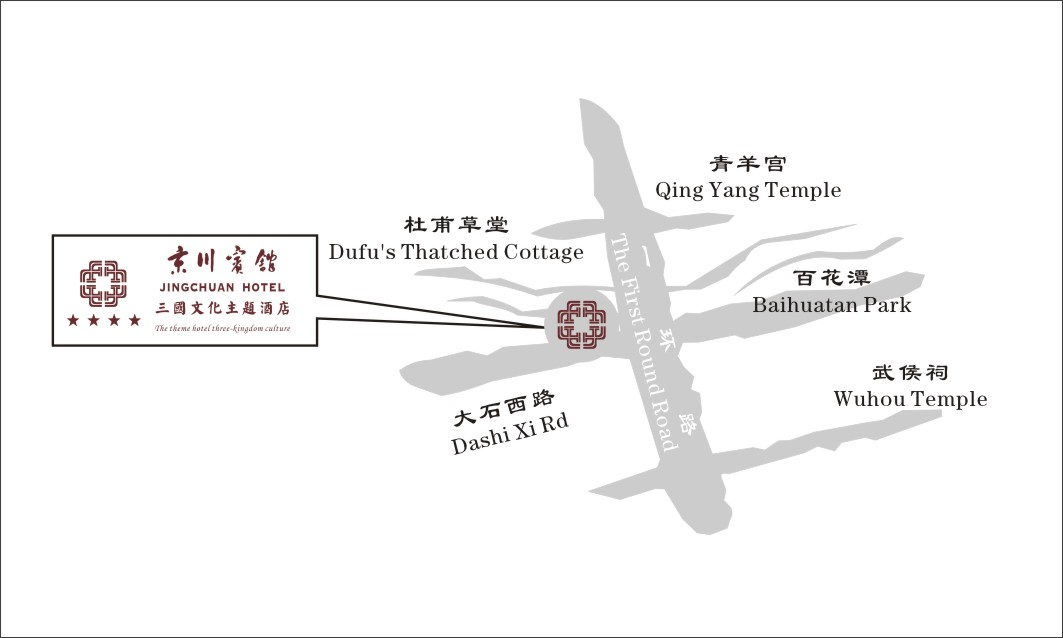 青羊宫
Qing Yang Temple
杜甫草堂
Dufu's Thatched Cottage
京川賓館
JINGCHUAN HOTEL
三國文化主題酒店
The theme hotel three-kingdom culture
百花潭
Baihuatan Park
一环路
The First Round Road
武侯祠
Wuhou Temple
大石西路
Dashi Xi Rd